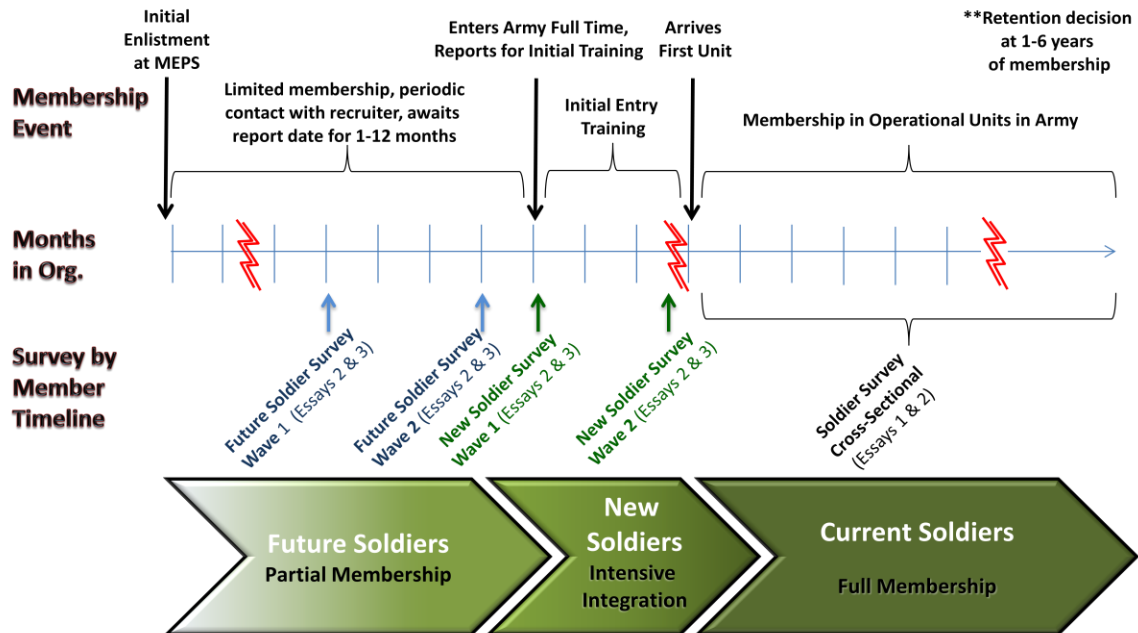 Initial
Enlistment
at MEPS
Enters Army Full Time,
Reports for Initial Training
Arrives
First Unit
**Retention decision
at 1-6 years
of membership
Membership
Event
Limited membership, periodic
contact with recruiter, awaits
report date for 1-12 months
Initial Entry
Training
Membership in Operational Units in Army
Months
in Org.
Survey by
Member
Timeline
Future Soldier Survey
Wave 1 (Essays 2 & 3)
Future Soldier Survey
Wave 2 (Essays 2 & 3)
New Soldier Survey
Wave 1 (Essays 2 & 3)
New Soldier Survey
Wave 2 (Essays 2 & 3)
Soldier Survey
Cross-Sectional
(Essays 1 & 2)
Future Soldiers
Partial Membership
New
Soldiers
Intensive
Integration
Current Soldiers
Full Membership